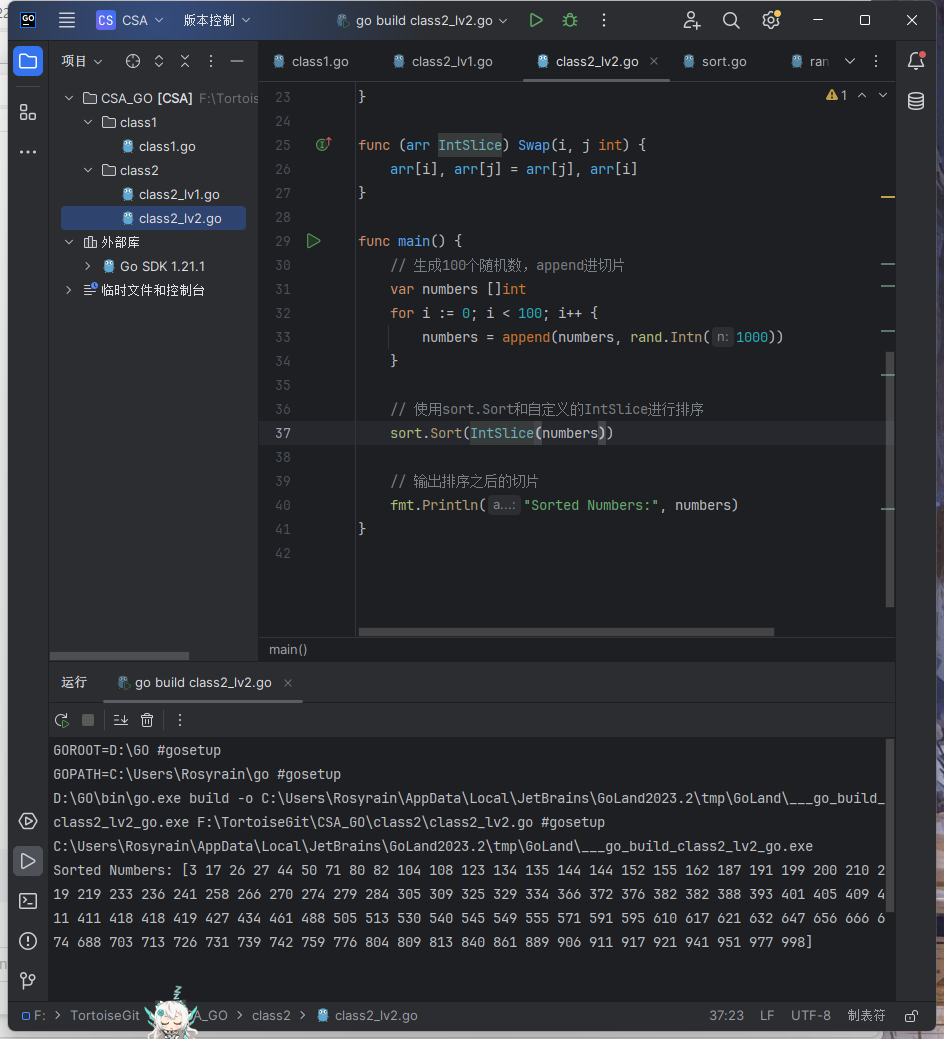 GO
CS CSA 版本控制 go build class2_lv2.go
项目 class1.go class2_lv1.go class2_lv2.go sort.go ran
CSA_GO [CSA] F:\Tortois
class1
class1.go
class2
class2_lv1.go
class2_lv2.go
外部库
Go SDK 1.21.1
临时文件和控制台
1
23 }
24
25 func (arr IntSlice) Swap(i, j int) {
26 arr[i], arr[j] = arr[j], arr[i]
27 }
28
29 func main() {
30 // 生成100个随机数，append进切片
31 var numbers []int
32 for i := 0; i < 100; i++ {
33 numbers = append(numbers, rand.Intn( n: 1000))
34 }
35
36 // 使用sort.Sort和自定义的IntSlice进行排序
37 sort.Sort(IntSlice(numbers))
38
39 // 输出排序之后的切片
40 fmt.Println( a...: "Sorted Numbers:", numbers)
41 }
42
main()
运行 go build class2_lv2.go
GOROOT=D:\GO #gosetup
GOPATH=C:\Users\Rosyrain\go #gosetup
D:\GO\bin\go.exe build -o C:\Users\Rosyrain\AppData\Local\JetBrains\GoLand2023.2\tmp\GoLand\___go_build_
class2_lv2_go.exe F:\TortoiseGit\CSA_GO\class2\class2_lv2.go #gosetup
C:\Users\Rosyrain\AppData\Local\JetBrains\GoLand2023.2\tmp\GoLand\___go_build_class2_lv2_go.exe
Sorted Numbers: [3 17 26 27 44 50 71 80 82 104 108 123 134 135 144 144 152 155 162 187 191 199 200 210 2
19 219 233 236 241 258 266 270 274 279 284 305 309 325 329 334 366 372 376 382 382 388 393 401 405 409 4
11 411 418 418 419 427 434 461 488 505 513 530 540 545 549 555 571 591 595 610 617 621 632 647 656 666 6
74 688 703 713 726 731 739 742 759 776 804 809 813 840 861 889 906 911 917 921 941 951 977 998]
F: > TortoiseGit A_GO > class2 > class2_lv2.go 37:23 LF UTF-8 制表符